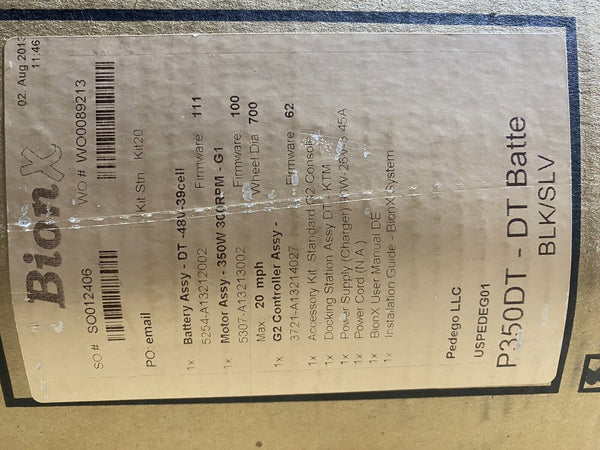 BionX
02. Aug 2013
11:46
SO # SO012406
WO # WO0089213
PO: email
Kit Stn. Kit20
1x Battery Assy - DT -48V-39cell
5254-A13212002 Firmware 111
1x Motor Assy - 350W 300RPM - G1
5307-A13213002 Firmware 100
Max. 20 mph Wheel Dia 700
1x G2 Controller Assy -
3721-A13214027 Firmware 62
1x Accessory Kit Standard G2 Console
1x Docking Station Assy DT - KTM
1x Power Supply (Charger) 45A
1x Power Cord (N.A.)
1x BionX User Manual DE
1x Installation Guide - BionX System
Pedego LLC
USPEDEG01
P350DT - DT Batte
BLK/SLV